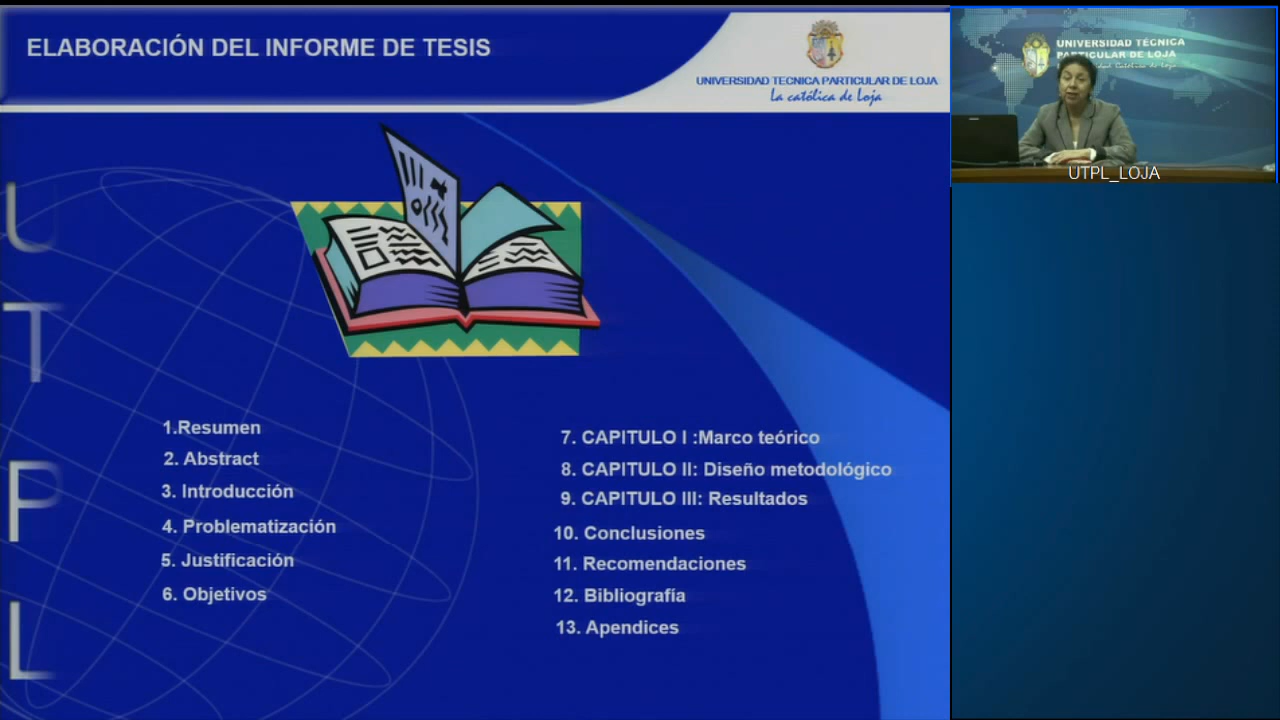 ELABORACIÓN DEL INFORME DE TESIS
UNIVERSIDAD TECNICA PARTICULAR DE LOJA
La católica de Loja
UNIVERSIDAD TÉCNICA
PARTICULAR DE LOJA
UTPL_LOJA
U
T
P
L
1.Resumen
2. Abstract
3. Introducción
4. Problematización
5. Justificación
6. Objetivos
7. CAPITULO I :Marco teórico
8. CAPITULO II: Diseño metodológico
9. CAPITULO III: Resultados
10. Conclusiones
11. Recomendaciones
12. Bibliografía
13. Apendices